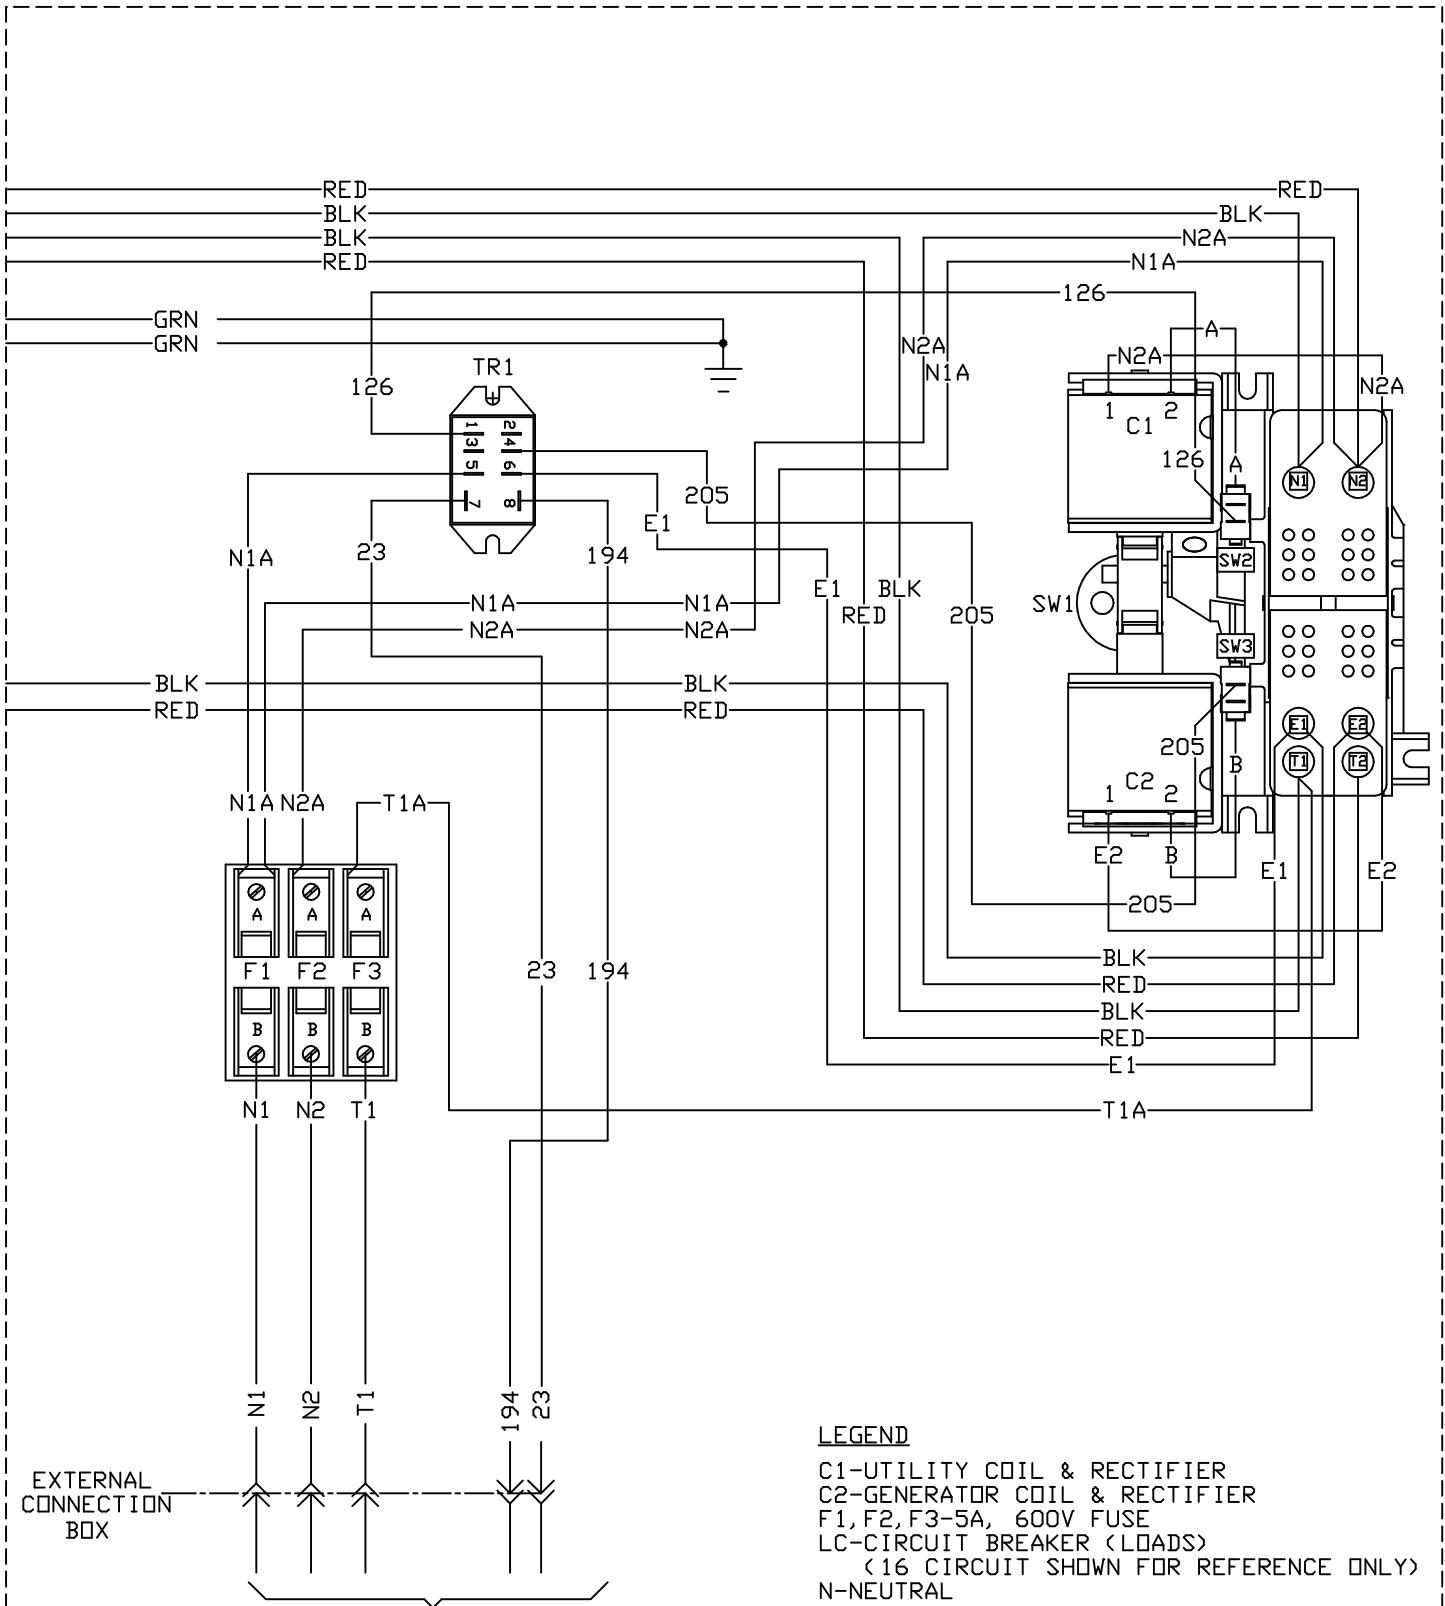 RED RED
BLK BLK
BLK N2A
RED N1A
126
GRN A
GRN N2A N2A
TR1 N1A
126 N2A
1 2
3 4
5 6
7 8
1 2
C1
126 A
N1 N2
205
E1
23 194
N1A
SW2
E1 BLK
N1A N1A SW1
RED 205
N2A N2A
SW3
BLK BLK
RED RED
E1 E2
205 B
T1 T2
C2
1 2
N1A N2A T1A
E2 B
E1 E2
205
A A A
F1 F2 F3
23 194
BLK
RED
BLK
B B B
RED
E1
N1 N2 T1
T1A
N1 N2 T1 194 23
EXTERNAL
CONNECTION
BOX
LEGEND
C1-UTILITY COIL & RECTIFIER
C2-GENERATOR COIL & RECTIFIER
F1,F2,F3-5A, 600V FUSE
LC-CIRCUIT BREAKER (LOADS)
(16 CIRCUIT SHOWN FOR REFERENCE ONLY)
N-NEUTRAL